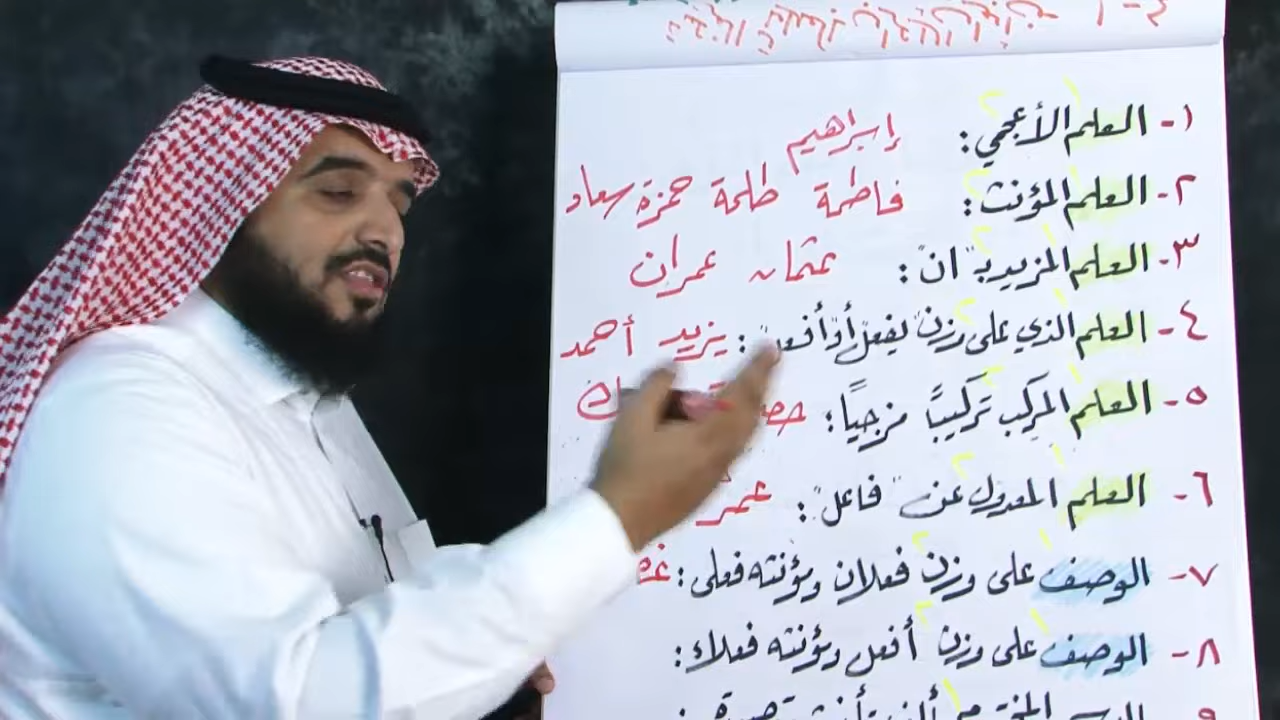 ١- العلم الأعجمي: إبراهيم
٢- العلم المؤنث: فاطمة طلحة حمزة سعاد
٣- العلم المزيد بـ "ان": عثمان عمران
٤- العلم الذي على وزن "يفعل أو أفعل": يزيد أحمد
٥- العلم المركب تركيبًا مزجيًا:
٦- العلم المعدول عن "فاعل": عمر
٧- الوصف على وزن فعلان ومؤنثه فعلى:
٨- الوصف على وزن أفعل ومؤنثه فعلاء: